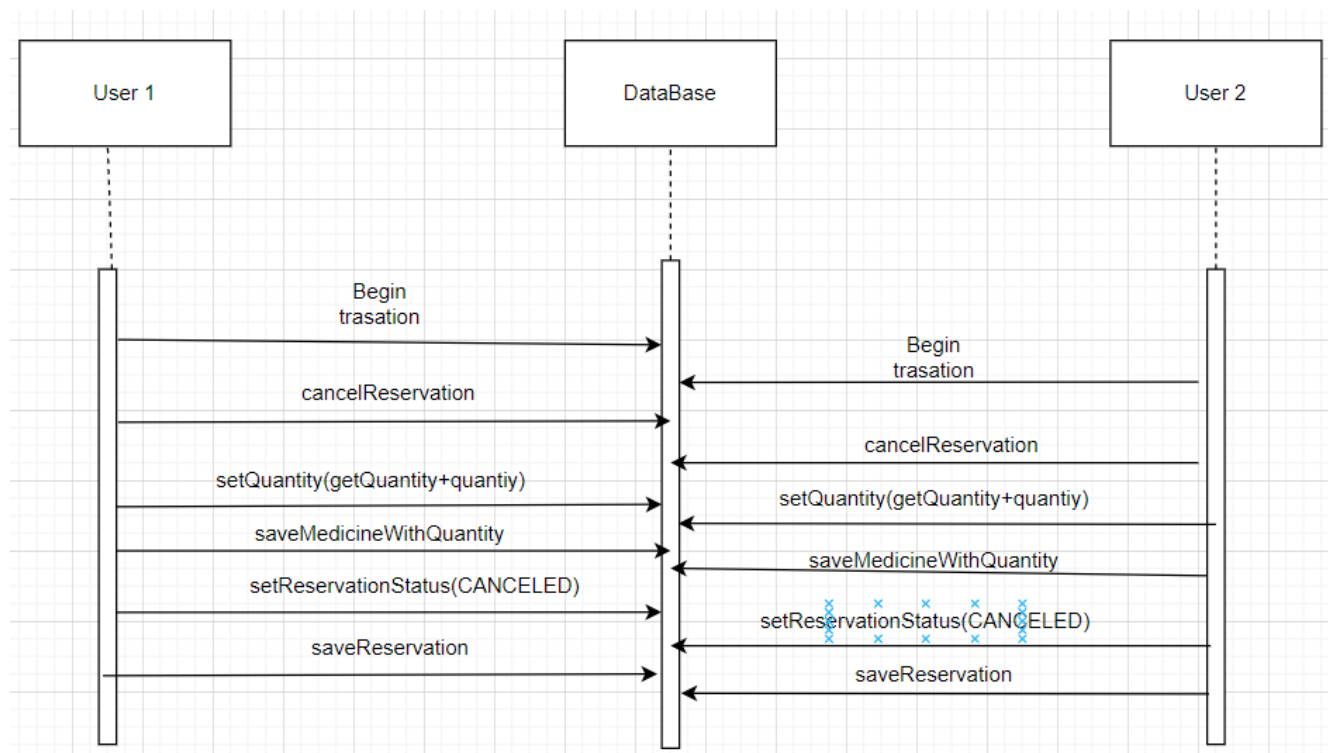 User 1
DataBase
User 2
Begin
trasation
Begin
trasation
cancelReservation
cancelReservation
setQuantity(getQuantity+quantiy)
setQuantity(getQuantity+quantiy)
saveMedicineWithQuantity
saveMedicineWithQuantity
setReservationStatus(CANCELED)
setReservationStatus(CANCELED)
saveReservation
saveReservation